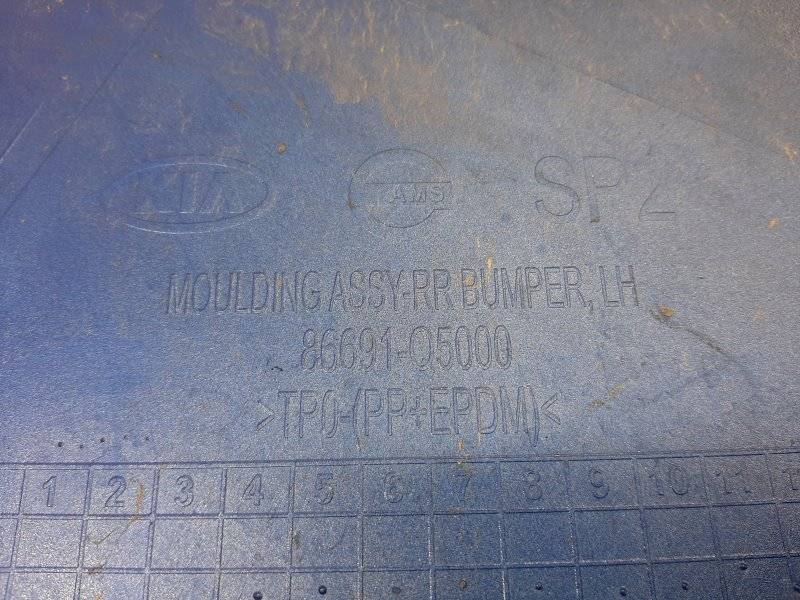 KIA AMS SP2
MOULDING ASSY-RR BUMPER, LH
86691-Q5000
>TPO-(PP+EPDM)<
1 2 3 4 5 6 7 8 9 10 11